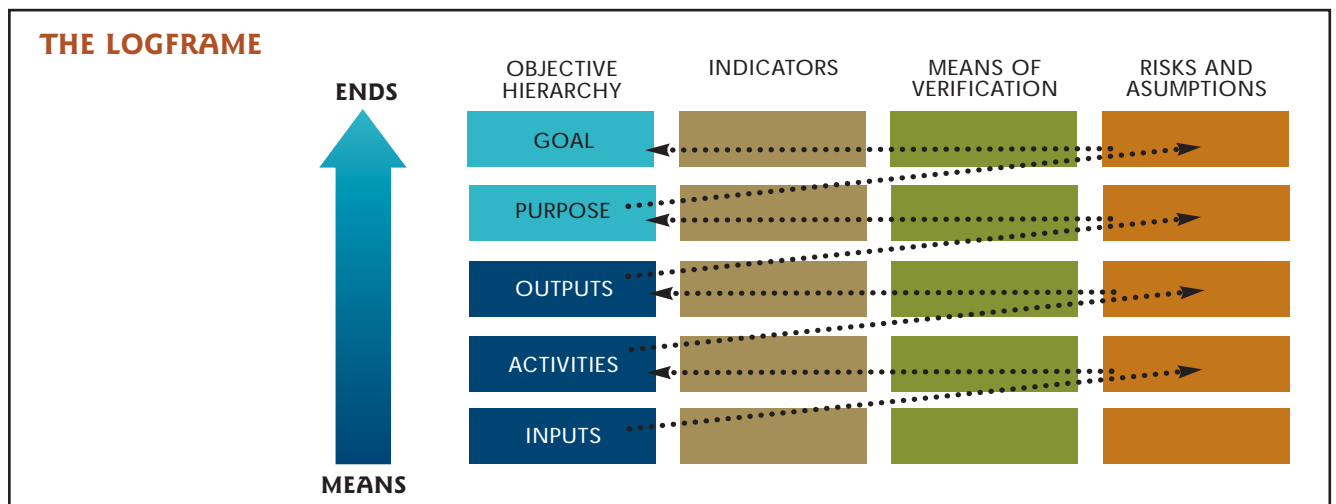 THE LOGFRAME
ENDS
MEANS
OBJECTIVE
HIERARCHY
INDICATORS
MEANS OF
VERIFICATION
RISKS AND
ASUMPTIONS
GOAL
PURPOSE
OUTPUTS
ACTIVITIES
INPUTS